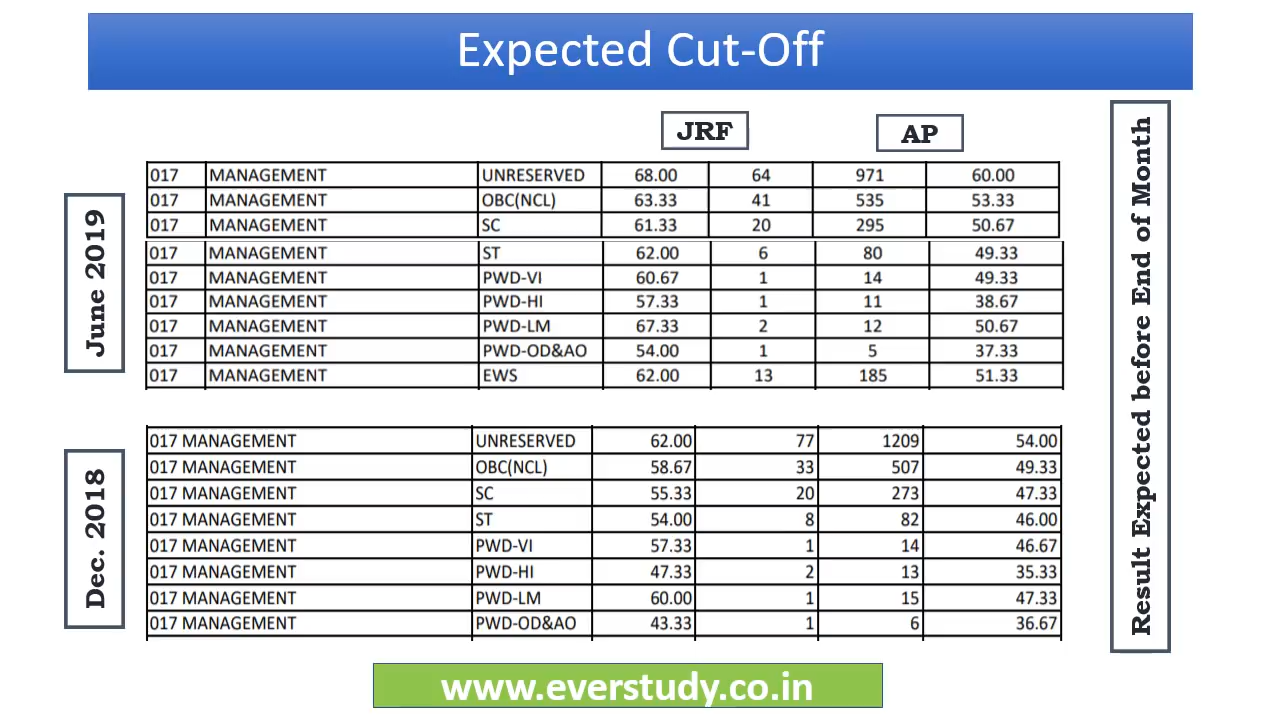 Expected Cut-Off
JRF
AP
June 2019
017 MANAGEMENT UNRESERVED 68.00 64 971 60.00
017 MANAGEMENT OBC(NCL) 63.33 41 535 53.33
017 MANAGEMENT SC 61.33 20 295 50.67
017 MANAGEMENT ST 62.00 6 80 49.33
017 MANAGEMENT PWD-VI 60.67 1 14 49.33
017 MANAGEMENT PWD-HI 57.33 1 11 38.67
017 MANAGEMENT PWD-LM 67.33 2 12 50.67
017 MANAGEMENT PWD-OD&AO 54.00 1 5 37.33
017 MANAGEMENT EWS 62.00 13 185 51.33
Dec. 2018
017 MANAGEMENT UNRESERVED 62.00 77 1209 54.00
017 MANAGEMENT OBC(NCL) 58.67 33 507 49.33
017 MANAGEMENT SC 55.33 20 273 47.33
017 MANAGEMENT ST 54.00 8 82 46.00
017 MANAGEMENT PWD-VI 57.33 1 14 46.67
017 MANAGEMENT PWD-HI 47.33 2 13 35.33
017 MANAGEMENT PWD-LM 60.00 1 15 47.33
017 MANAGEMENT PWD-OD&AO 43.33 1 6 36.67
Result Expected before End of Month
www.everstudy.co.in